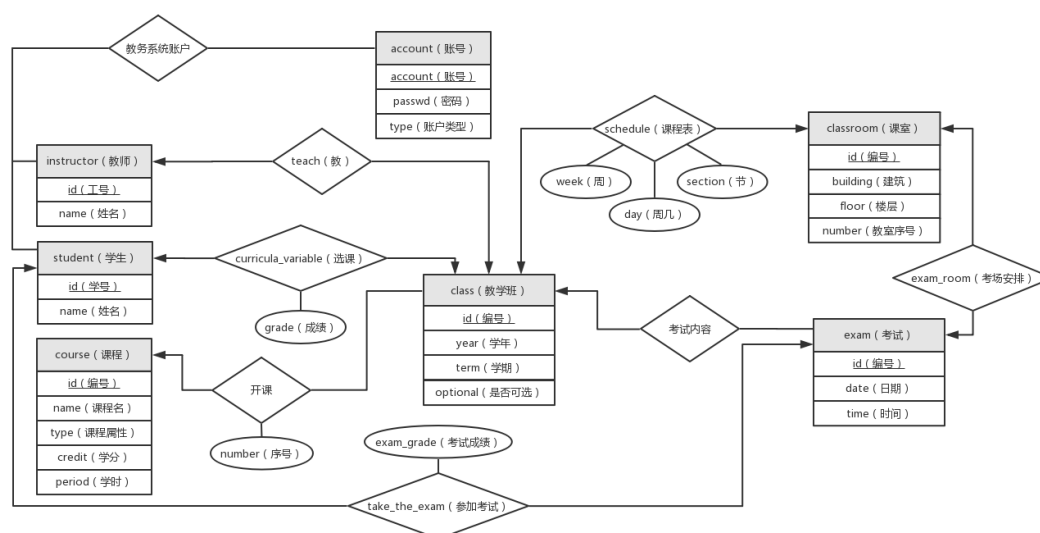 教务系统账户
account（账号）
account（账号）
passwd（密码）
type（账户类型）
instructor（教师）
id（工号）
name（姓名）
teach（教）
schedule（课程表）
week（周）
day（周几）
section（节）
classroom（课室）
id（编号）
building（建筑）
floor（楼层）
number（教室序号）
student（学生）
id（学号）
name（姓名）
curricula_variable（选课）
grade（成绩）
class（教学班）
id（编号）
year（学年）
term（学期）
optional（是否可选）
exam_room（考场安排）
考试内容
exam（考试）
id（编号）
date（日期）
time（时间）
course（课程）
id（编号）
name（课程名）
type（课程属性）
credit（学分）
period（学时）
开课
number（序号）
exam_grade（考试成绩）
take_the_exam（参加考试）